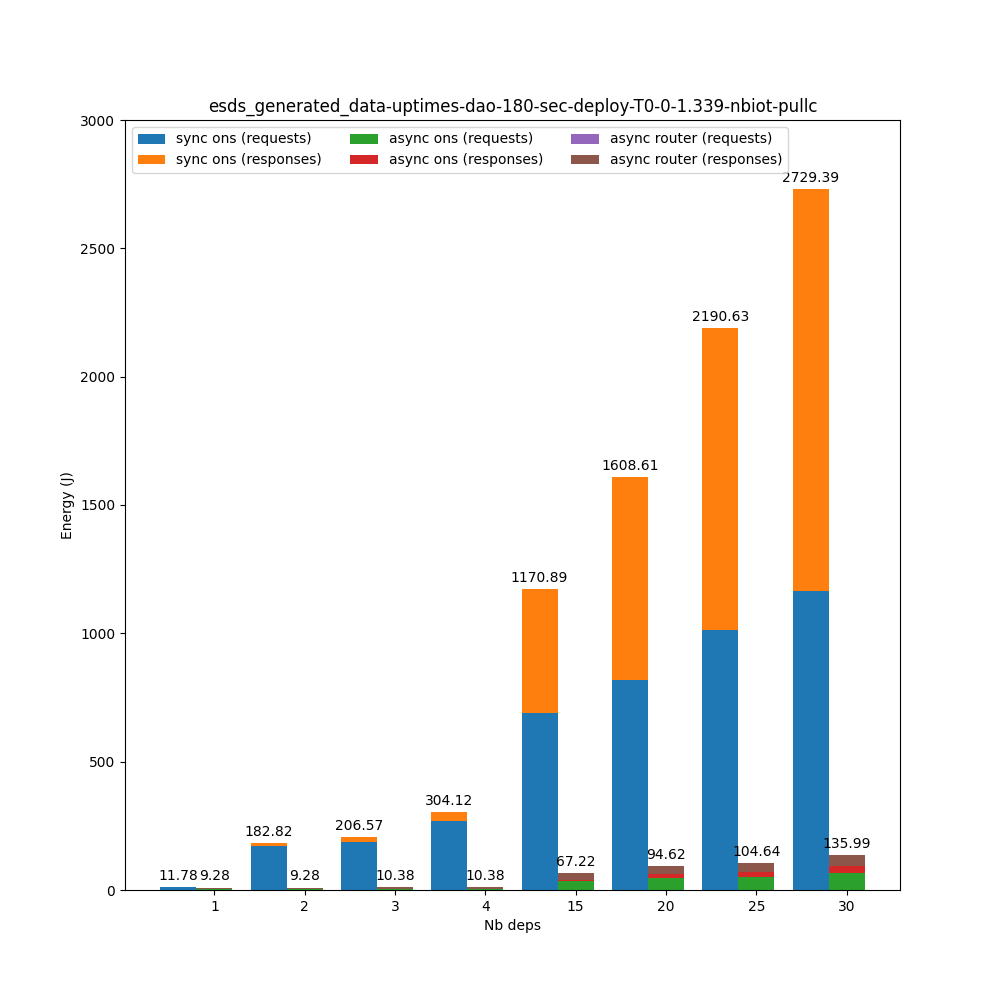 esds_generated_data-uptimes-dao-180-sec-deploy-T0-0-1.339-nbiot-pullc
sync ons (requests) async ons (requests) async router (requests)
sync ons (responses) async ons (responses) async router (responses)
3000
2500
2000
1500
1000
500
0
Energy (J)
11.78 9.28
182.82 9.28
206.57 10.38
304.12 10.38
1170.89 67.22
1608.61 94.62
2190.63 104.64
2729.39 135.99
1 2 3 4 15 20 25 30
Nb deps